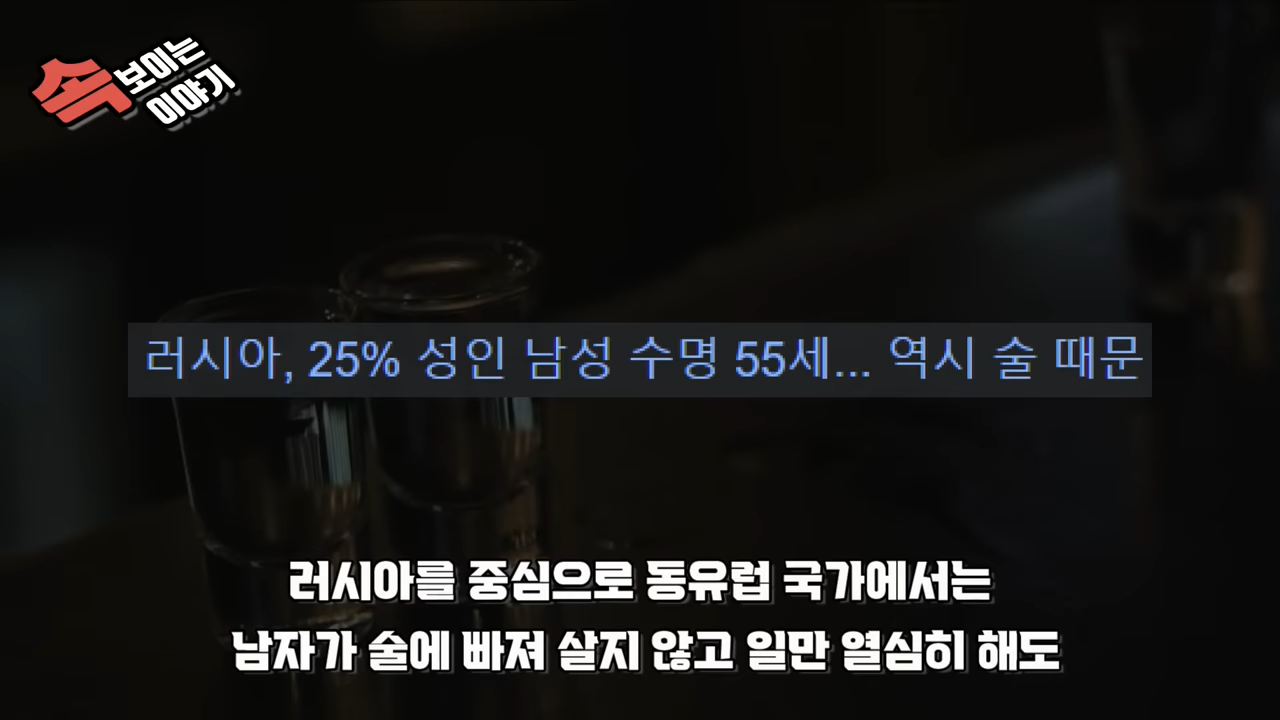 속보이는
이야기
러시아, 25% 성인 남성 수명 55세... 역시 술 때문
러시아를 중심으로 동유럽 국가에서는
남자가 술에 빠져 살지 않고 일만 열심히 해도